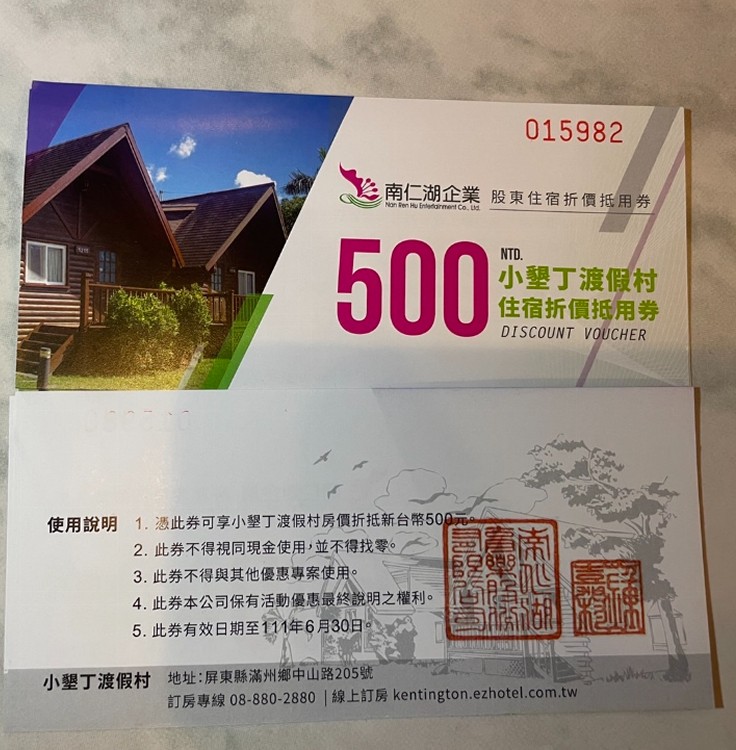 015982
南仁湖企業 股東住宿折價抵用券
Nan Ren Hu Entertainment Co., Ltd.
500 NTD.
小墾丁渡假村
住宿折價抵用券
DISCOUNT VOUCHER
使用說明 1. 憑此券可享小墾丁渡假村房價折抵新台幣500元。
2. 此券不得視同現金使用，並不得找零。
3. 此券不得與其他優惠專案使用。
4. 此券本公司保有活動優惠最終說明之權利。
5. 此券有效日期至111年6月30日。
小墾丁渡假村 地址:屏東縣滿州鄉中山路205號
訂房專線 08-880-2880 | 線上訂房 kentington.ezhotel.com.tw